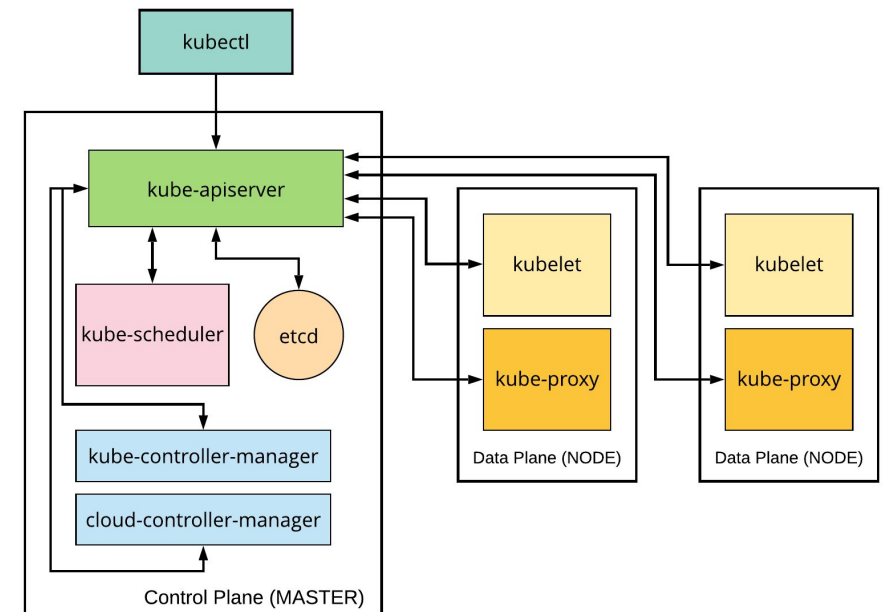 kubectl
kube-apiserver
kube-scheduler
etcd
kube-controller-manager
cloud-controller-manager
Control Plane (MASTER)
kubelet
kube-proxy
Data Plane (NODE)
kubelet
kube-proxy
Data Plane (NODE)